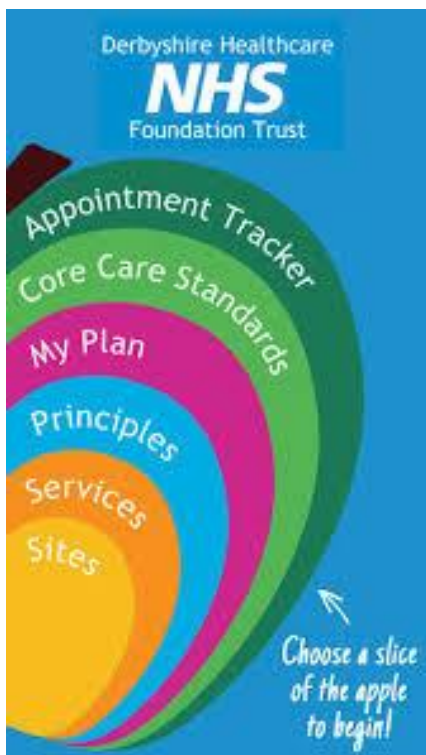 Derbyshire Healthcare
NHS
Foundation Trust
Appointment Tracker
Core Care Standards
My Plan
Principles
Services
Sites
Choose a slice
of the apple
to begin!